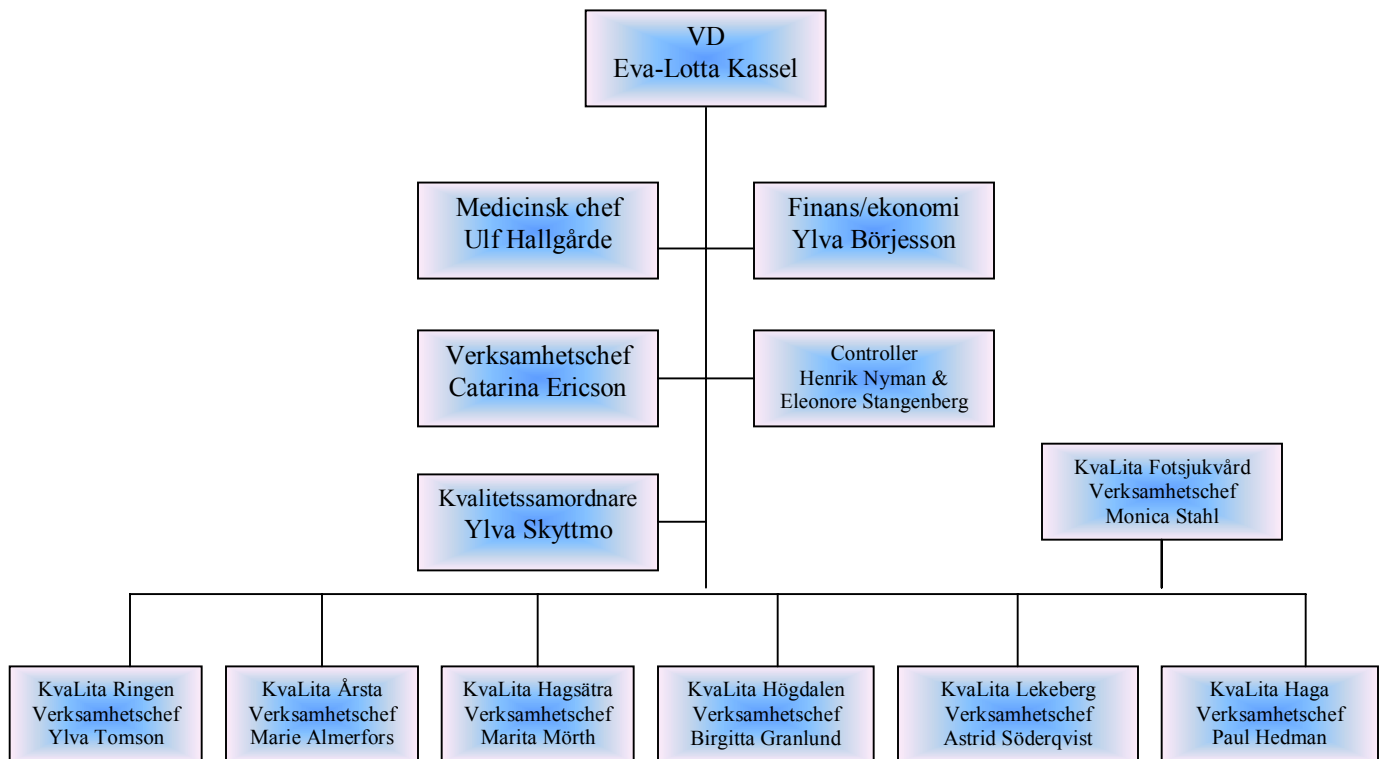 VD
Eva-Lotta Kassel
Medicinsk chef
Ulf Hallgårde
Finans/ekonomi
Ylva Börjesson
Verksamhetschef
Catarina Ericson
Controller
Henrik Nyman &
Eleonore Stangenberg
Kvalitetssamordnare
Ylva Skyttmo
KvaLita Fotsjukvård
Verksamhetschef
Monica Stahl
KvaLita Ringen
Verksamhetschef
Ylva Tomson
KvaLita Årsta
Verksamhetschef
Marie Almerfors
KvaLita Hagsätra
Verksamhetschef
Marita Mörth
KvaLita Högdalen
Verksamhetschef
Birgitta Granlund
KvaLita Lekeberg
Verksamhetschef
Astrid Söderqvist
KvaLita Haga
Verksamhetschef
Paul Hedman